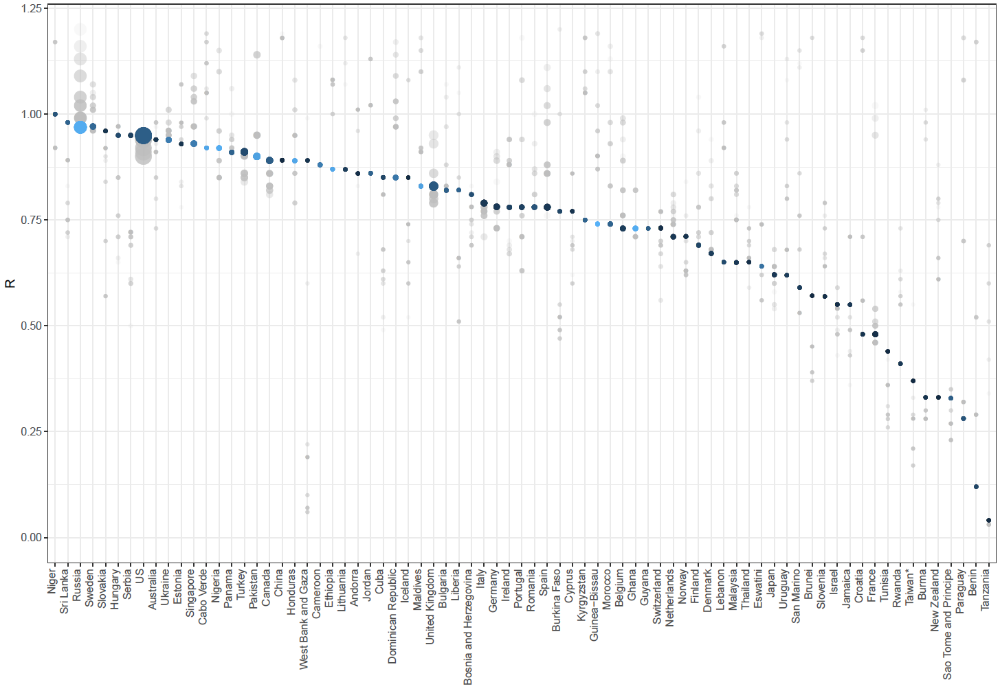 1.25
1.00
0.75
0.50
0.25
0.00
R
Niger
Sri Lanka
Russia
Sweden
Slovakia
Hungary
Serbia
US
Australia
Ukraine
Estonia
Singapore
Cabo Verde
Nigeria
Panama
Turkey
Pakistan
Canada
China
Honduras
West Bank and Gaza
Cameroon
Ethiopia
Lithuania
Andorra
Jordan
Cuba
Dominican Republic
Iceland
Maldives
United Kingdom
Bulgaria
Liberia
Bosnia and Herzegovina
Italy
Germany
Ireland
Portugal
Romania
Spain
Burkina Faso
Cyprus
Kyrgyzstan
Guinea−Bissau
Morocco
Belgium
Ghana
Guyana
Switzerland
Netherlands
Norway
Finland
Denmark
Lebanon
Malaysia
Thailand
Eswatini
Japan
Uruguay
San Marino
Brunei
Slovenia
Israel
Jamaica
Croatia
France
Tunisia
Rwanda
Taiwan*
Burma
New Zealand
Sao Tome and Principe
Paraguay
Benin
Tanzania